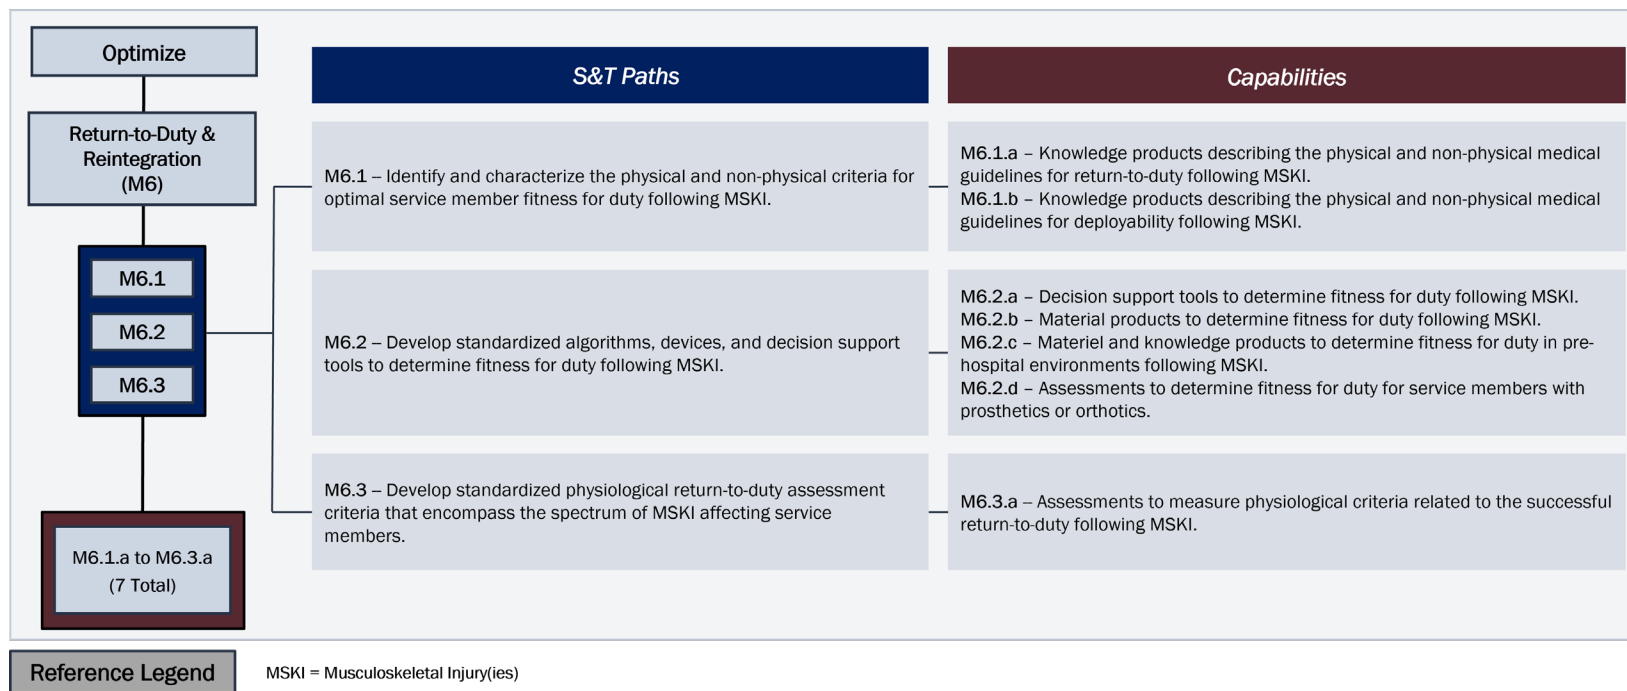 Optimize
Return-to-Duty &
Reintegration
(M6)
M6.1
M6.2
M6.3
M6.1.a to M6.3.a
(7 Total)
S&T Paths
Capabilities
M6.1 – Identify and characterize the physical and non-physical criteria for
optimal service member fitness for duty following MSKI.
M6.1.a – Knowledge products describing the physical and non-physical medical
guidelines for return-to-duty following MSKI.
M6.1.b – Knowledge products describing the physical and non-physical medical
guidelines for deployability following MSKI.
M6.2 – Develop standardized algorithms, devices, and decision support
tools to determine fitness for duty following MSKI.
M6.2.a – Decision support tools to determine fitness for duty following MSKI.
M6.2.b – Material products to determine fitness for duty following MSKI.
M6.2.c – Materiel and knowledge products to determine fitness for duty in pre-
hospital environments following MSKI.
M6.2.d – Assessments to determine fitness for duty for service members with
prosthetics or orthotics.
M6.3 – Develop standardized physiological return-to-duty assessment
criteria that encompass the spectrum of MSKI affecting service
members.
M6.3.a – Assessments to measure physiological criteria related to the successful
return-to-duty following MSKI.
Reference Legend
MSKI = Musculoskeletal Injury(ies)